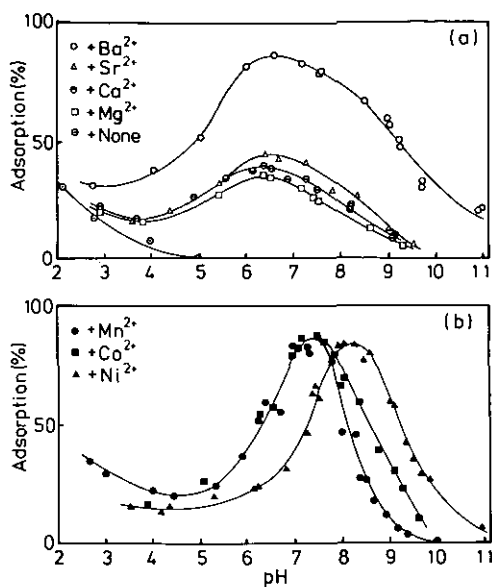 100
(a)
+Ba2+
+Sr2+
+Ca2+
+Mg2+
+None
50
0
Adsorption (%)
2 3 4 5 6 7 8 9 10 11
100
(b)
+Mn2+
+Co2+
+Ni2+
50
0
Adsorption (%)
2 3 4 5 6 7 8 9 10 11
pH